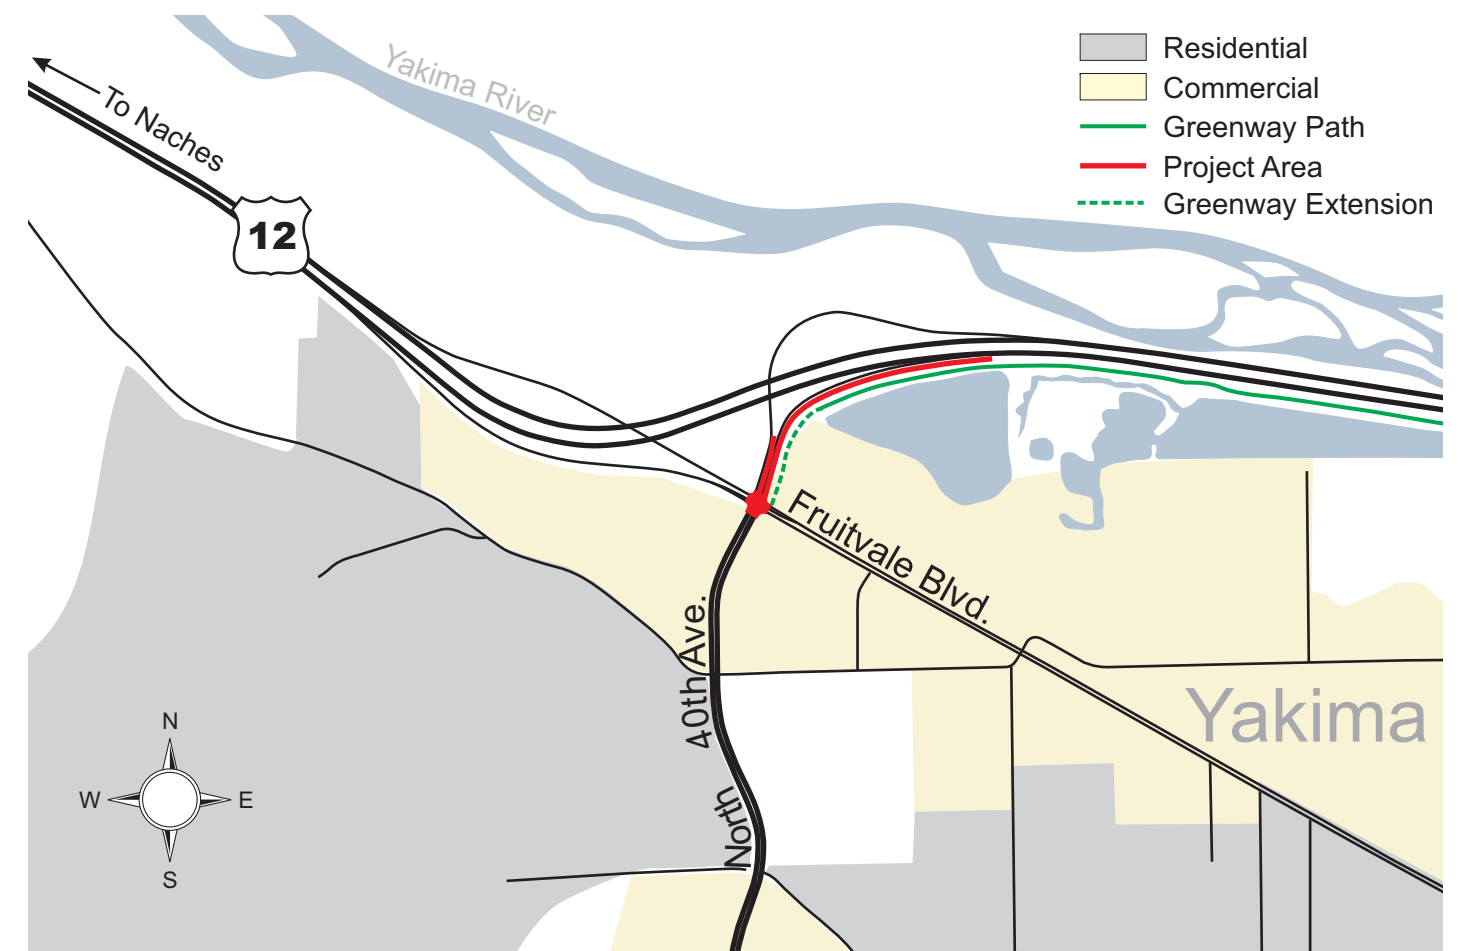 Yakima River
Residential
Commercial
Greenway Path
Project Area
Greenway Extension
To Naches
12
Fruitvale Blvd.
North 40th Ave.
Yakima
N
W
E
S